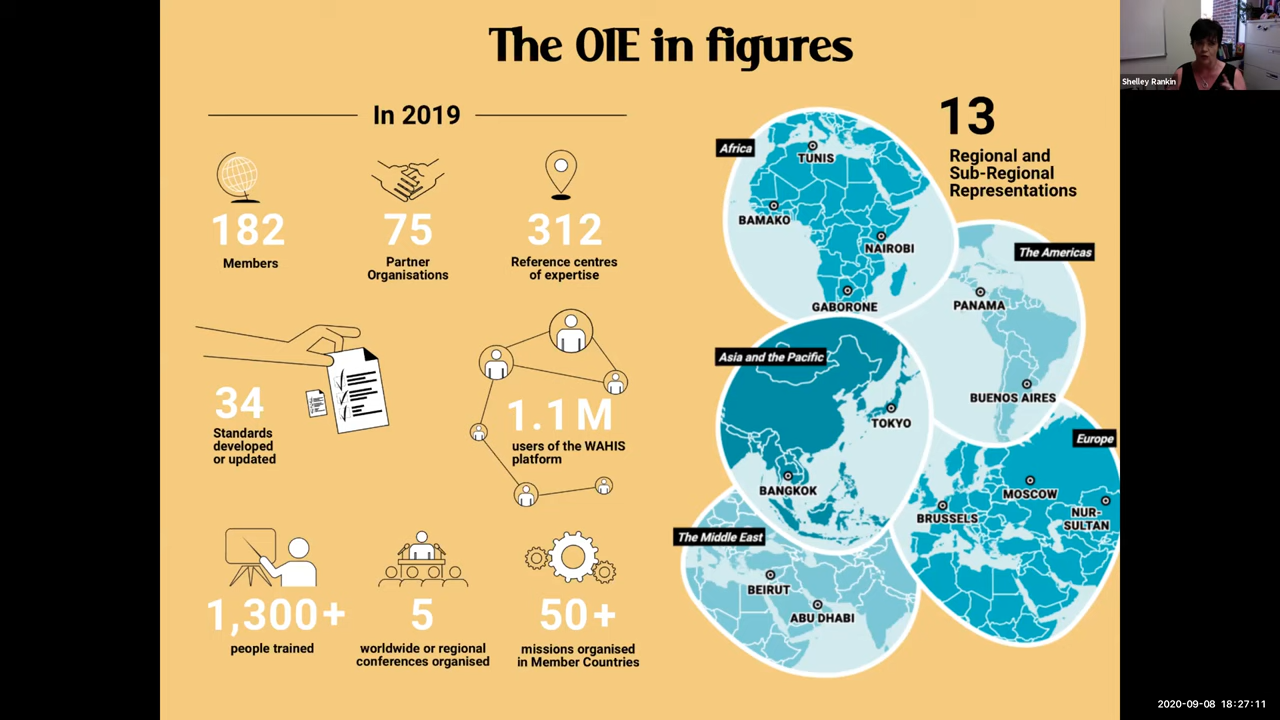 The OIE in figures
Shelley Rankin
In 2019
182
Members
75
Partner
Organisations
312
Reference centres
of expertise
34
Standards
developed
or updated
1.1 M
users of the WAHIS
platform
1,300+
people trained
5
worldwide or regional
conferences organised
50+
missions organised
in Member Countries
13
Regional and
Sub-Regional
Representations
Africa
TUNIS
BAMAKO
NAIROBI
GABORONE
The Americas
PANAMA
BUENOS AIRES
Asia and the Pacific
TOKYO
BANGKOK
Europe
MOSCOW
BRUSSELS
NUR-
SULTAN
The Middle East
BEIRUT
ABU DHABI
2020-09-08 18:27:11